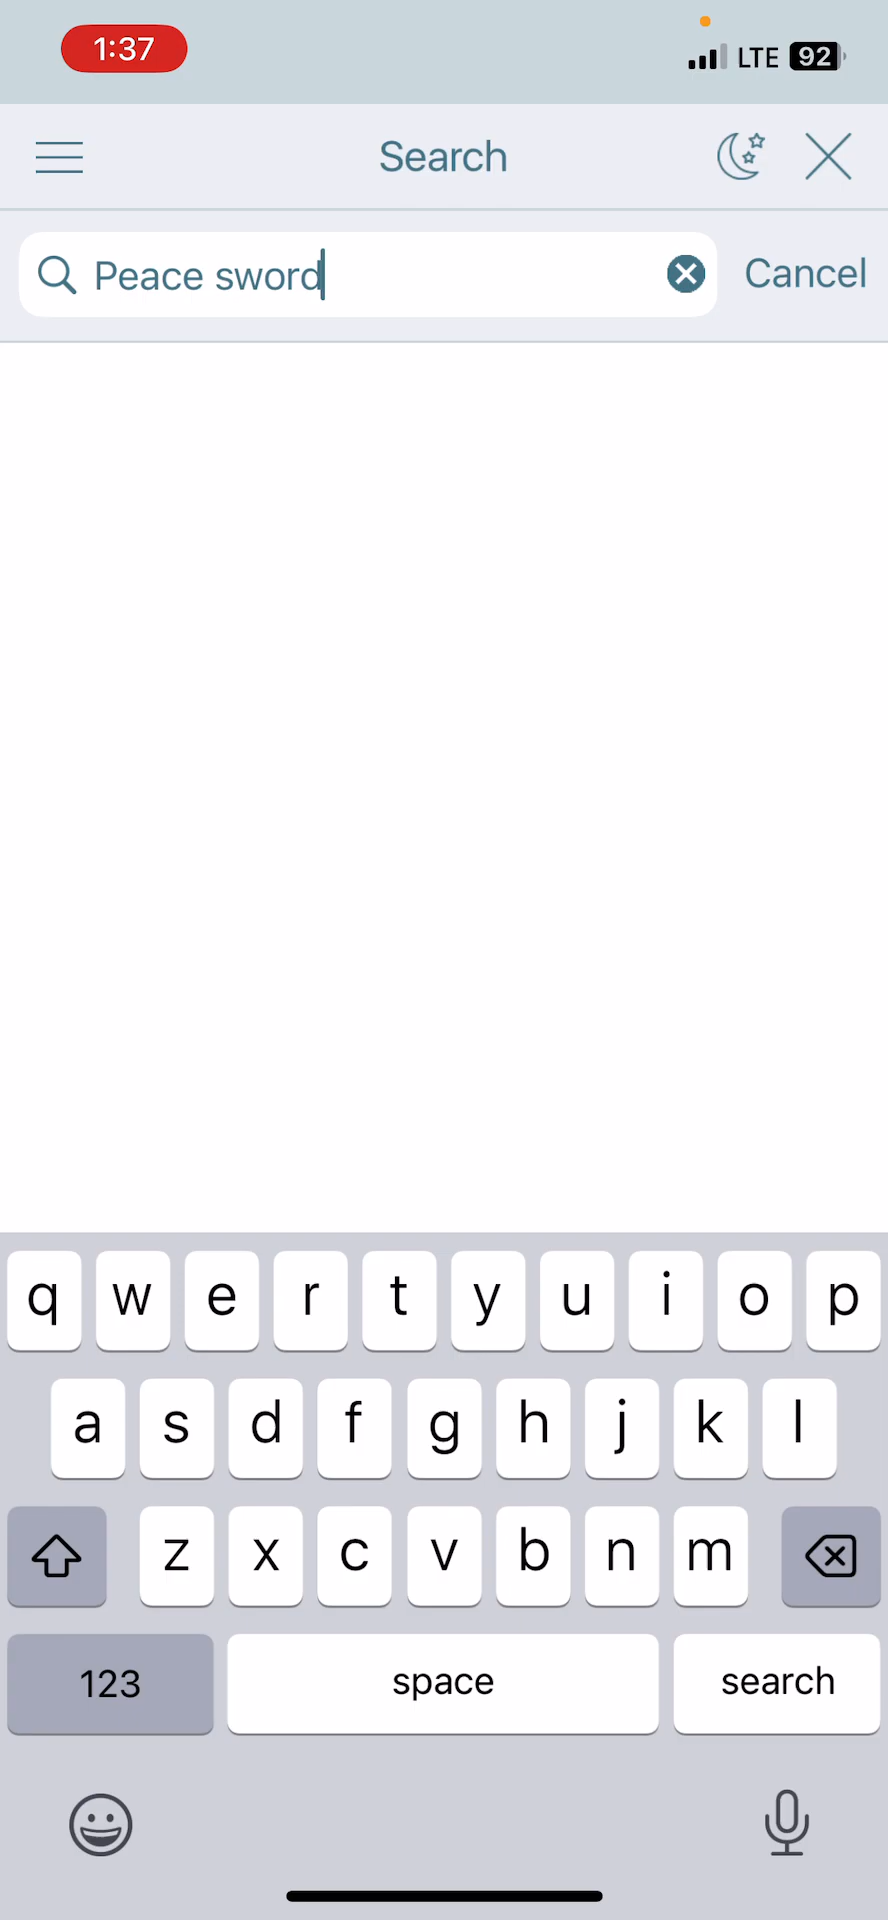 1:37 LTE 92
Search
Peace sword Cancel
q w e r t y u i o p
a s d f g h j k l
z x c v b n m
123 space search